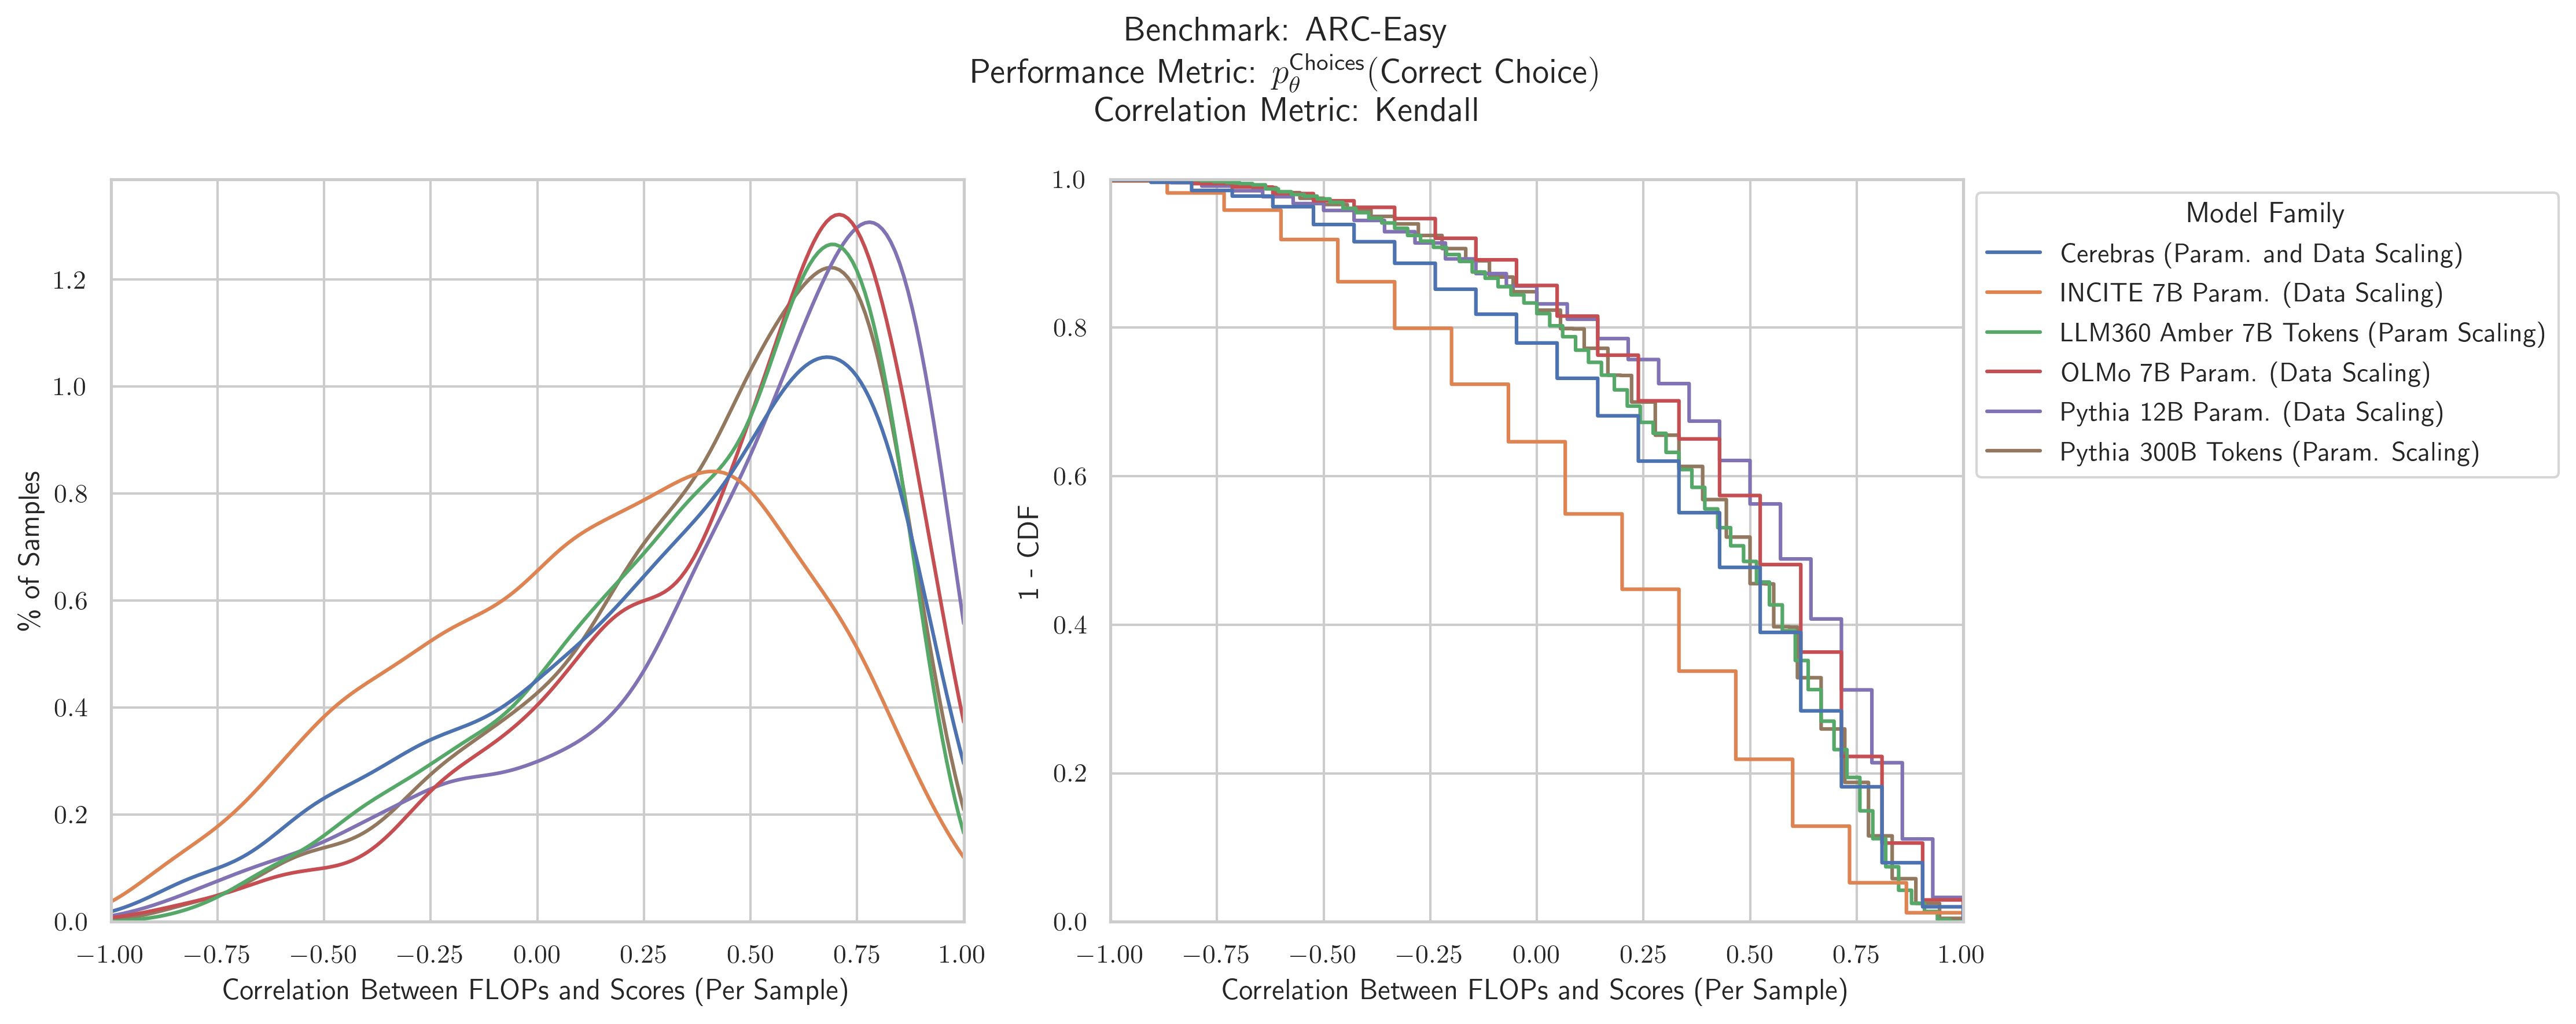 Benchmark: ARC-Easy
Performance Metric: $p_{\theta}^{\text{Choices}}$(Correct Choice)
Correlation Metric: Kendall
% of Samples
1.2
1.0
0.8
0.6
0.4
0.2
0.0
−1.00 −0.75 −0.50 −0.25 0.00 0.25 0.50 0.75 1.00
Correlation Between FLOPs and Scores (Per Sample)
1 - CDF
1.0
0.8
0.6
0.4
0.2
0.0
−1.00 −0.75 −0.50 −0.25 0.00 0.25 0.50 0.75 1.00
Correlation Between FLOPs and Scores (Per Sample)
Model Family
Cerebras (Param. and Data Scaling)
INCITE 7B Param. (Data Scaling)
LLM360 Amber 7B Tokens (Param Scaling)
OLMo 7B Param. (Data Scaling)
Pythia 12B Param. (Data Scaling)
Pythia 300B Tokens (Param. Scaling)